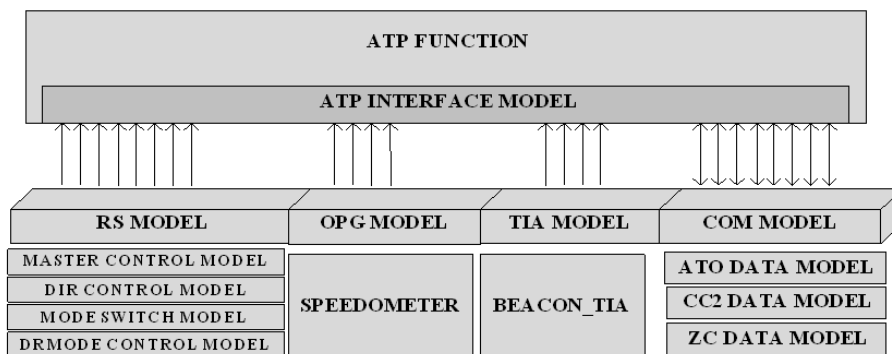 ATP FUNCTION
ATP INTERFACE MODEL
RS MODEL
OPG MODEL
TIA MODEL
COM MODEL
MASTER CONTROL MODEL
DIR CONTROL MODEL
MODE SWITCH MODEL
DRMODE CONTROL MODEL
SPEEDOMETER
BEACON_TIA
ATO DATA MODEL
CC2 DATA MODEL
ZC DATA MODEL